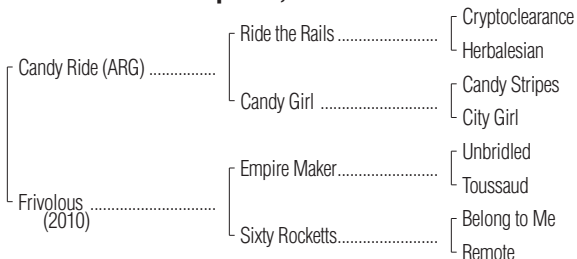 Cryptoclearance
Ride the Rails ........................
Herbalesian
Candy Ride (ARG) ................
Candy Stripes
Candy Girl ............................
City Girl
Unbridled
Empire Maker........................
Toussaud
Frivolous ..............................
(2010)
Belong to Me
Sixty Rocketts........................
Remote